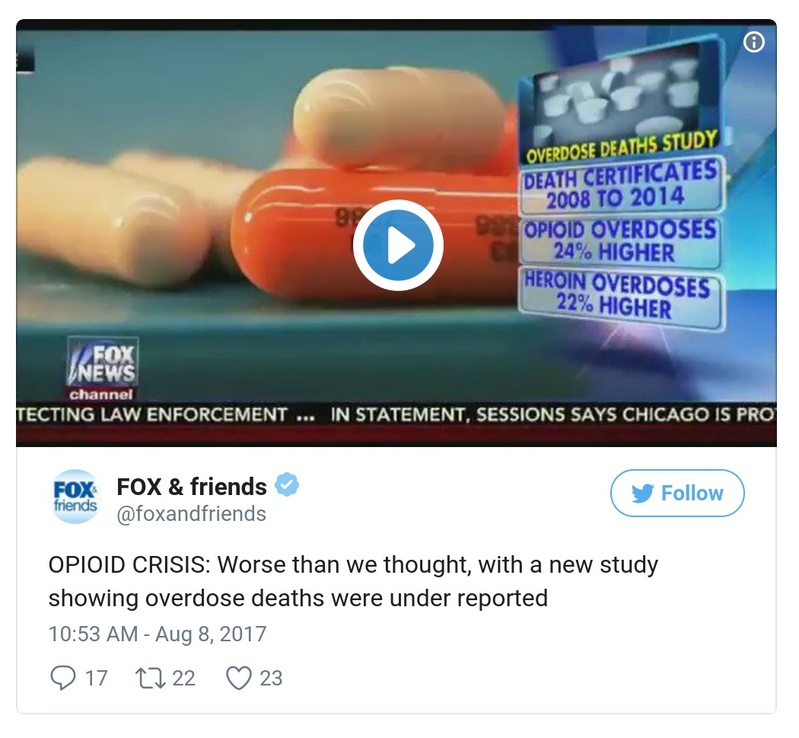 OVERDOSE DEATHS STUDY
DEATH CERTIFICATES
2008 TO 2014
OPIOID OVERDOSES
24% HIGHER
HEROIN OVERDOSES
22% HIGHER
FOX
NEWS
channel
TECTING LAW ENFORCEMENT ... IN STATEMENT, SESSIONS SAYS CHICAGO IS PRO
FOX&
friends
FOX & friends
@foxandfriends
Follow
OPIOID CRISIS: Worse than we thought, with a new study
showing overdose deaths were under reported
10:53 AM - Aug 8, 2017
17 22 23